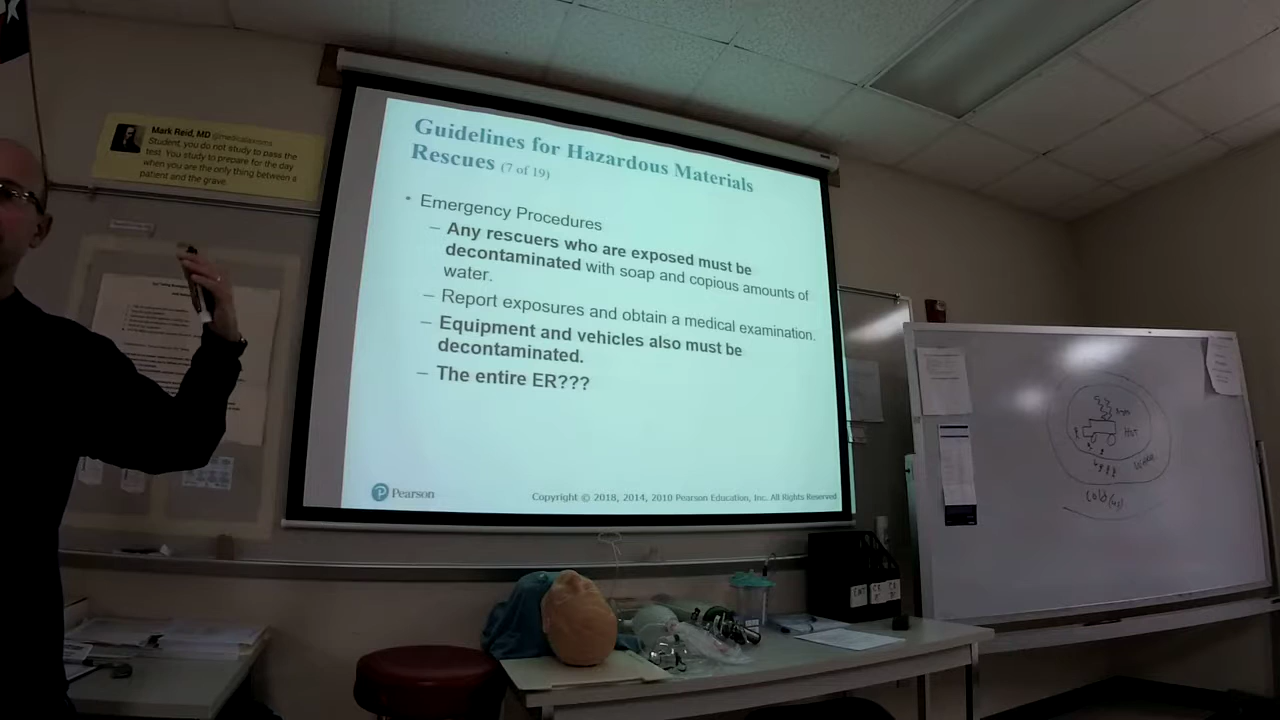 Mark Reid, MD @medicalaxioms
Student, you do not study to pass the
test. You study to prepare for the day
when you are the only thing between a
patient and the grave.
Guidelines for Hazardous Materials
Rescues (7 of 19)
• Emergency Procedures
– Any rescuers who are exposed must be
decontaminated with soap and copious amounts of
water.
– Report exposures and obtain a medical examination.
– Equipment and vehicles also must be
decontaminated.
– The entire ER???
Pearson
Copyright © 2018, 2014, 2010 Pearson Education, Inc. All Rights Reserved
Hot
Warm
Cold
EMT